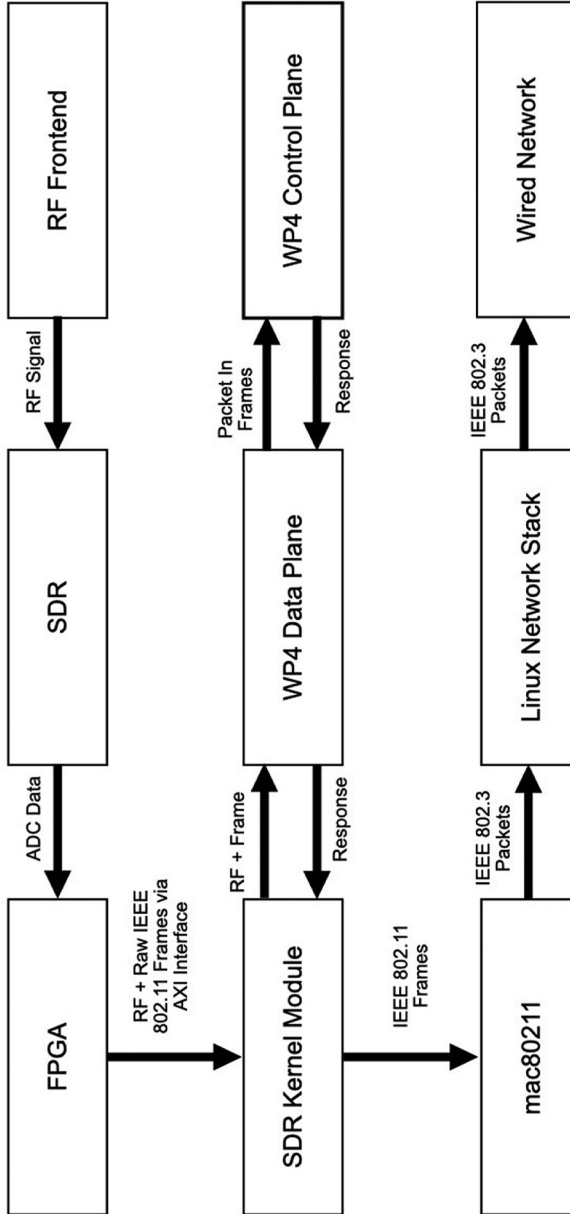 RF Frontend
RF Signal
SDR
ADC Data
FPGA
RF + Raw IEEE
802.11 Frames via
AXI Interface
WP4 Control Plane
Packet In
Frames
Response
WP4 Data Plane
RF + Frame
Response
SDR Kernel Module
IEEE 802.11
Frames
mac80211
IEEE 802.3
Packets
Linux Network Stack
IEEE 802.3
Packets
Wired Network